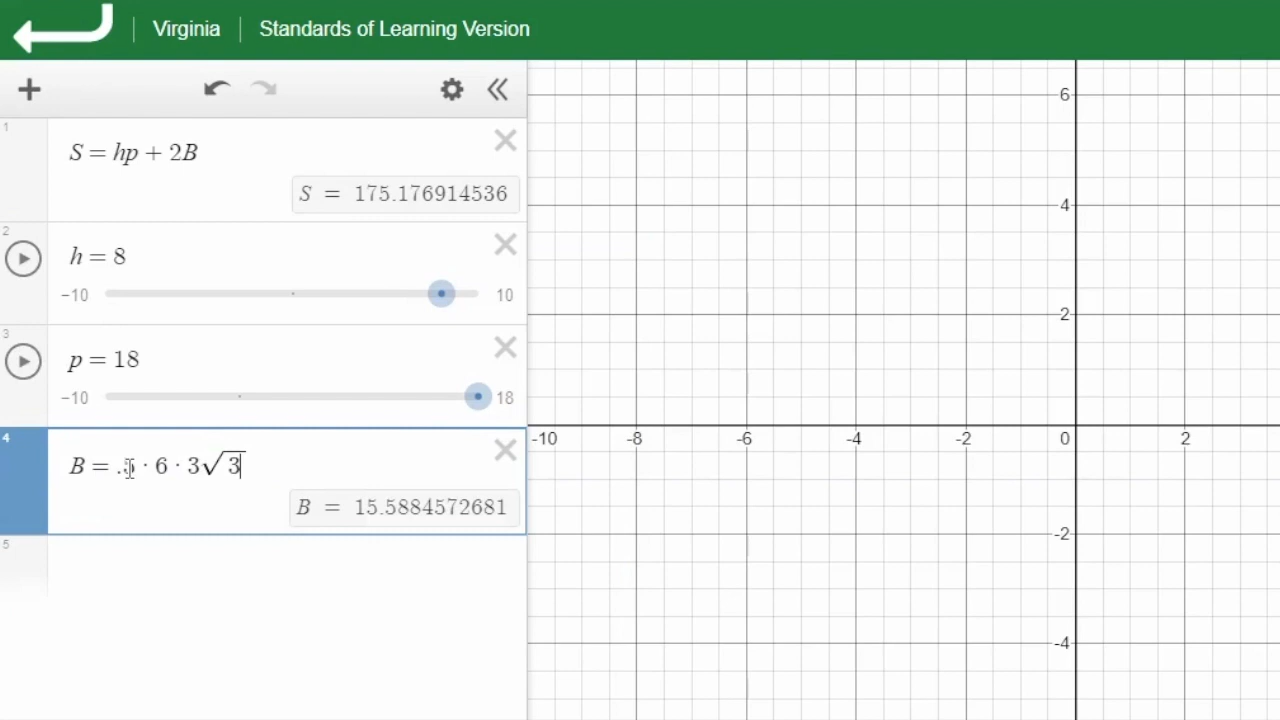 Virginia
Standards of Learning Version
1
S = hp + 2B
S = 175.176914536
2
h = 8
−10 10
3
p = 18
−10 18
4
B = .5 · 6 · 3√3
B = 15.5884572681
5
6
4
2
-10 -8 -6 -4 -2 0 2
-2
-4